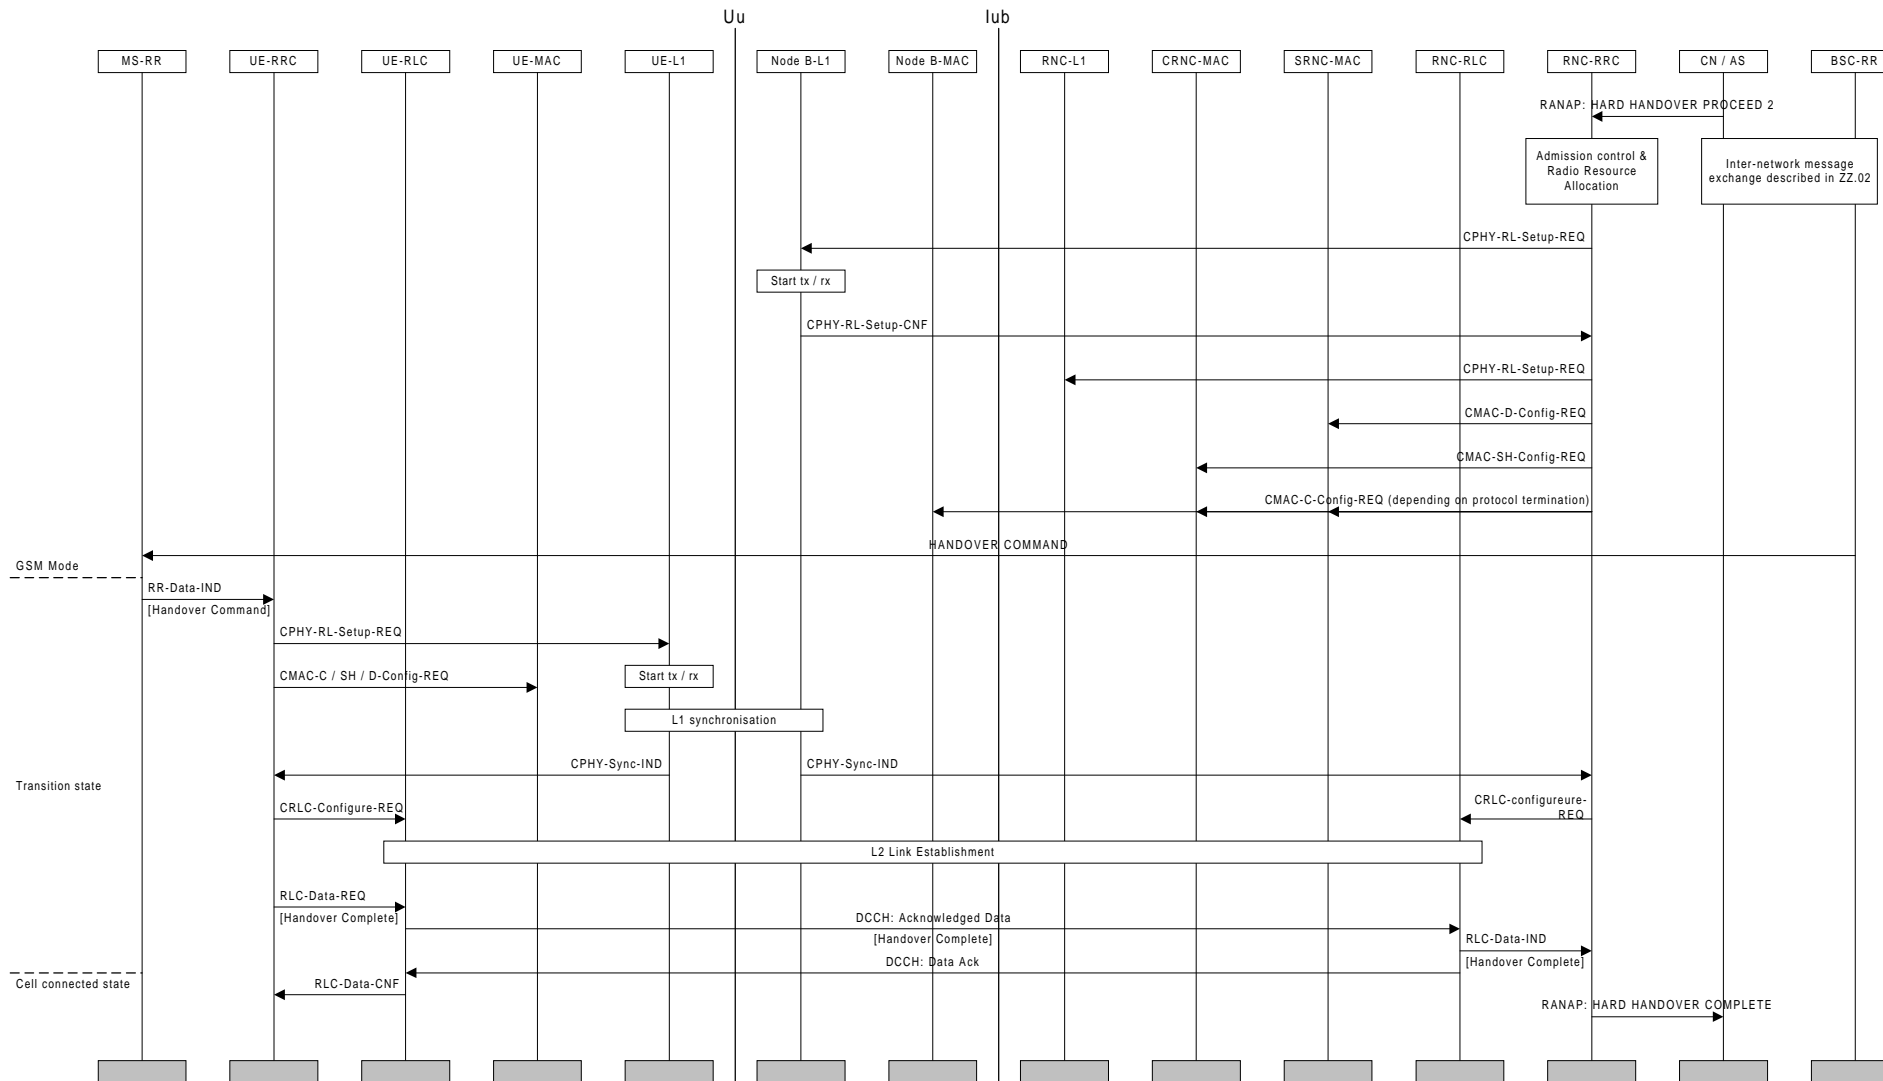 Uu
Iub
MS-RR
UE-RRC
UE-RLC
UE-MAC
UE-L1
Node B-L1
Node B-MAC
RNC-L1
CRNC-MAC
SRNC-MAC
RNC-RLC
RNC-RRC
CN / AS
BSC-RR
RANAP: HARD HANDOVER PROCEED 2
Admission control &
Radio Resource
Allocation
Inter-network message
exchange described in ZZ.02
CPHY-RL-Setup-REQ
Start tx / rx
CPHY-RL-Setup-CNF
CPHY-RL-Setup-REQ
CMAC-D-Config-REQ
CMAC-SH-Config-REQ
CMAC-C-Config-REQ (depending on protocol termination)
HANDOVER COMMAND
GSM Mode
RR-Data-IND
[Handover Command]
CPHY-RL-Setup-REQ
CMAC-C / SH / D-Config-REQ
Start tx / rx
L1 synchronisation
CPHY-Sync-IND
CPHY-Sync-IND
Transition state
CRLC-Configure-REQ
CRLC-configureure-
REQ
L2 Link Establishment
RLC-Data-REQ
[Handover Complete]
DCCH: Acknowledged Data
[Handover Complete]
RLC-Data-IND
[Handover Complete]
DCCH: Data Ack
Cell connected state
RLC-Data-CNF
RANAP: HARD HANDOVER COMPLETE